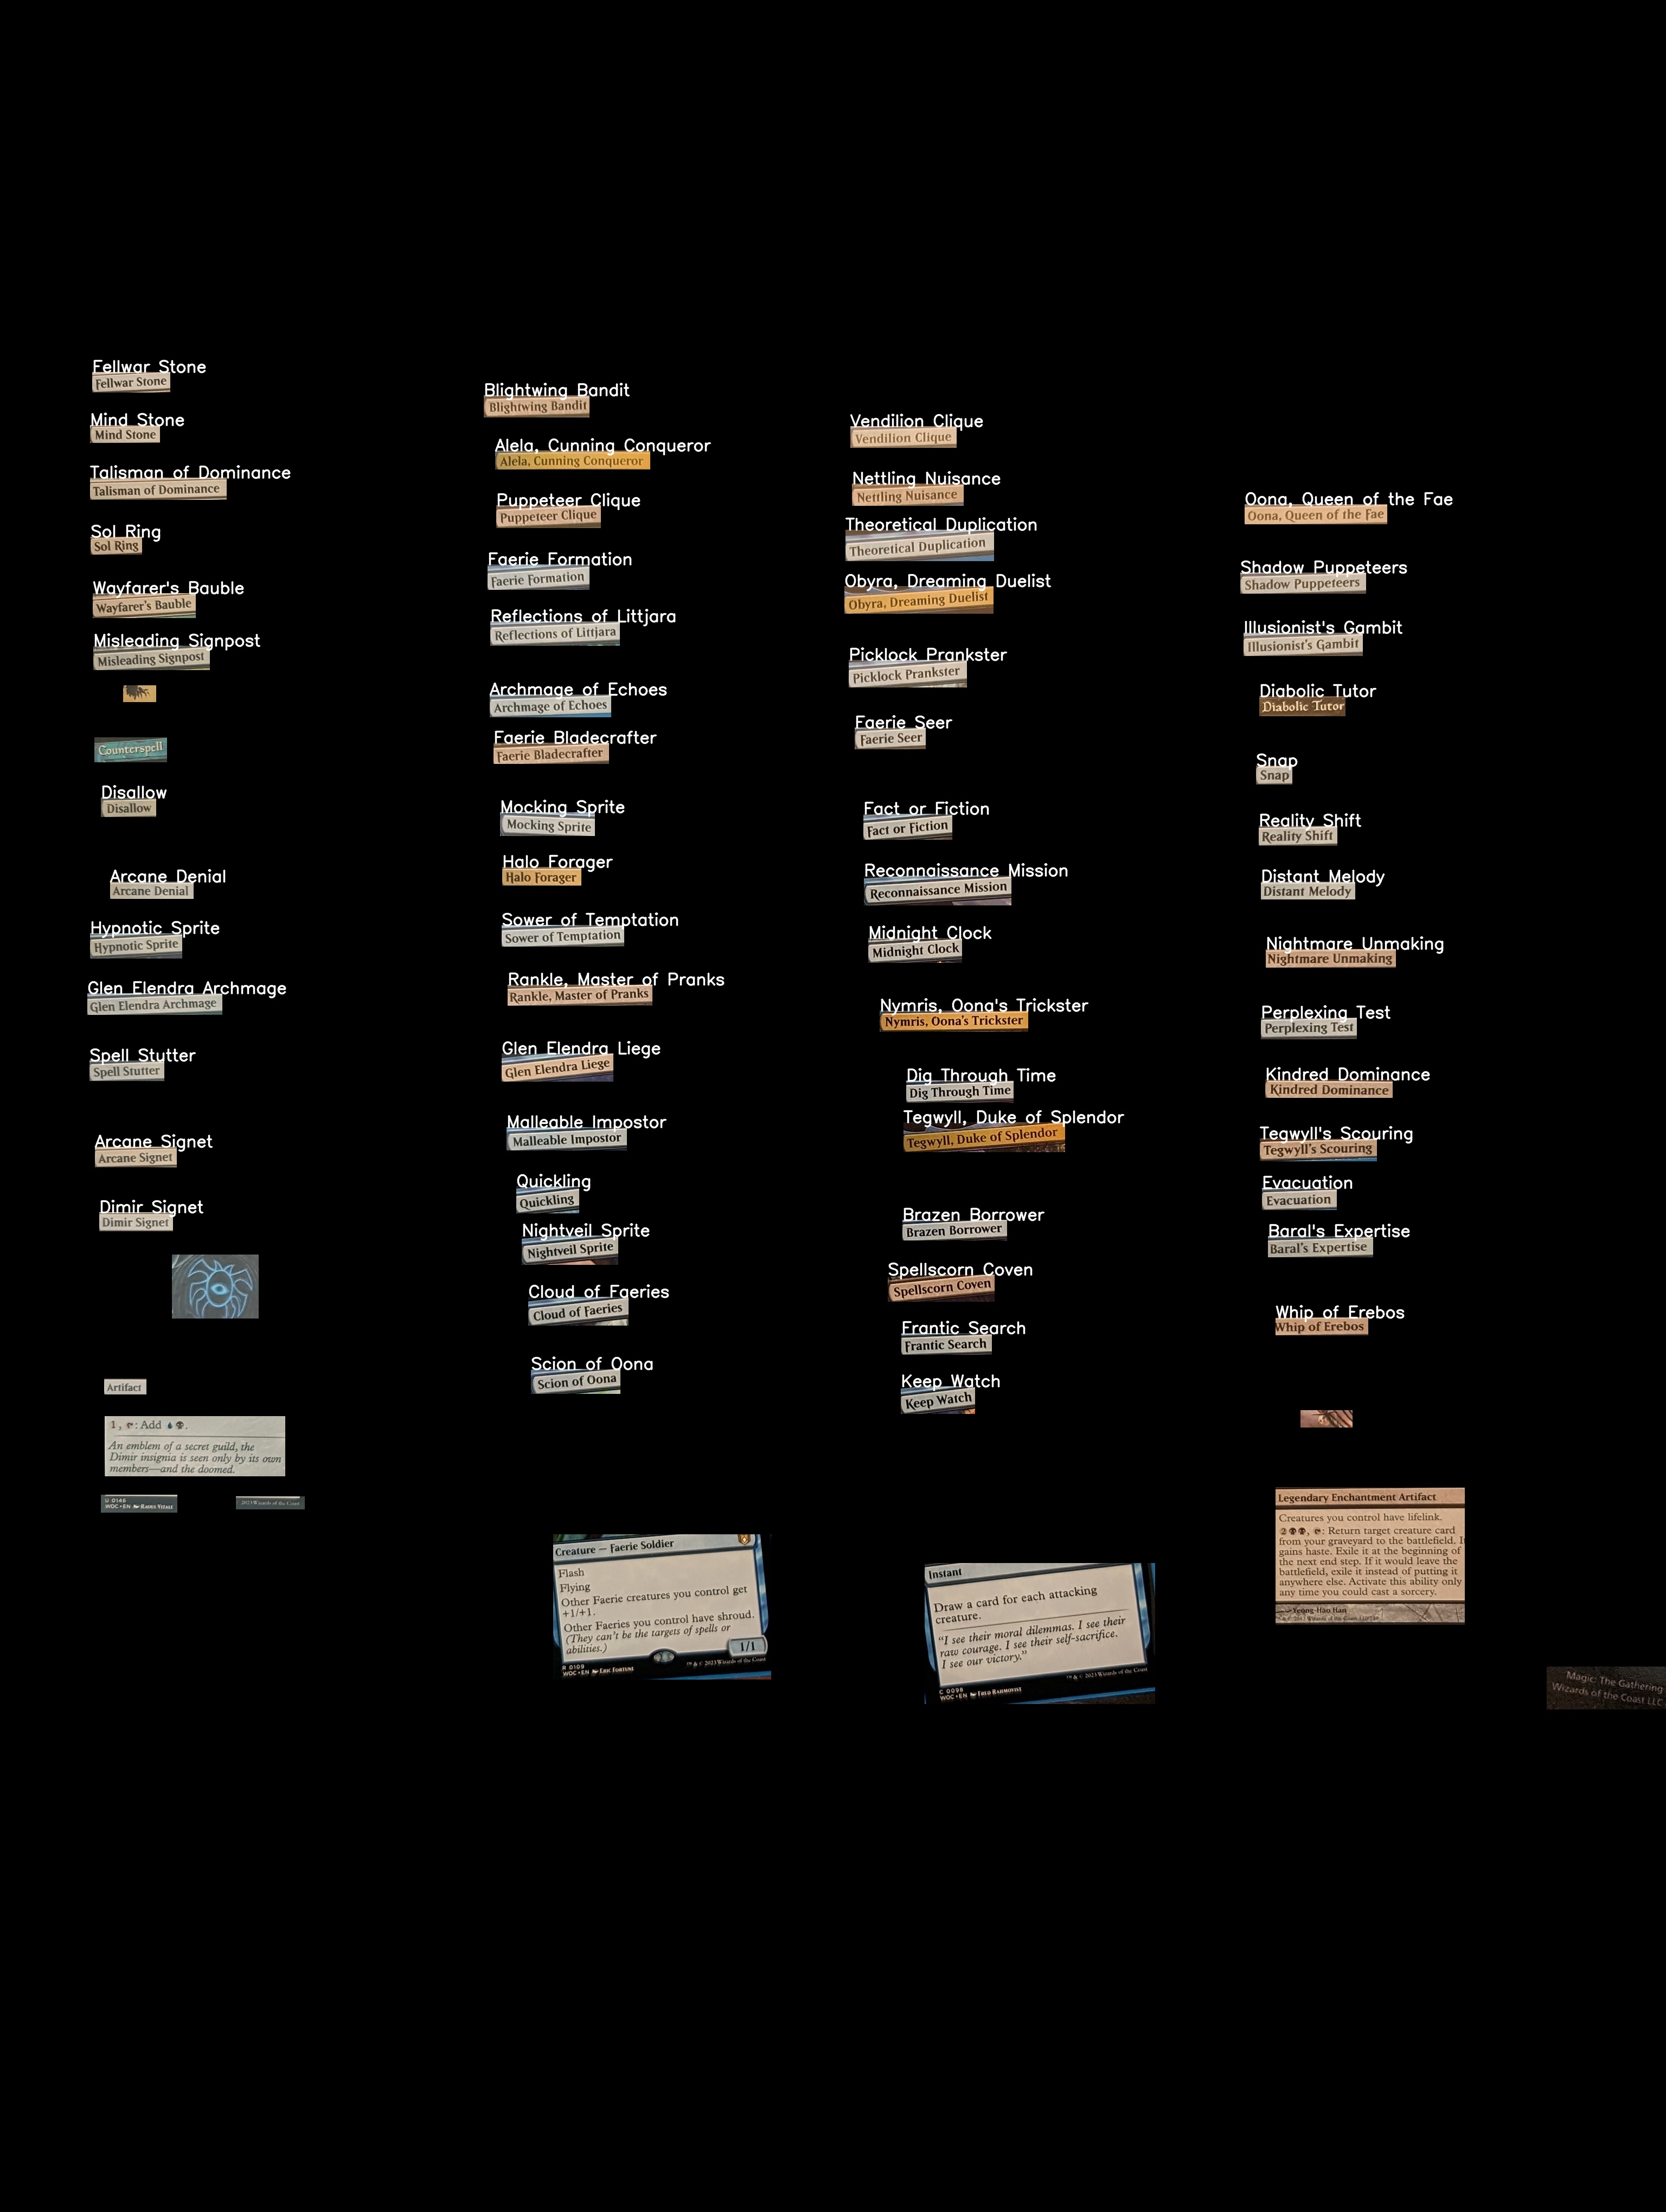 Fellwar Stone
Fellwar Stone
Mind Stone
Mind Stone
Talisman of Dominance
Talisman of Dominance
Sol Ring
Sol Ring
Wayfarer's Bauble
Wayfarer's Bauble
Misleading Signpost
Misleading Signpost
Counterspell
Disallow
Disallow
Arcane Denial
Arcane Denial
Hypnotic Sprite
Hypnotic Sprite
Glen Elendra Archmage
Glen Elendra Archmage
Spell Stutter
Spell Stutter
Arcane Signet
Arcane Signet
Dimir Signet
Dimir Signet
Artifact
1, : Add .
An emblem of a secret guild, the
Dimir insignia is seen only by its own
members—and the doomed.
U 0146
WOC • EN Raoul Vitale
2023 Wizards of the Coast
Blightwing Bandit
Blightwing Bandit
Alela, Cunning Conqueror
Alela, Cunning Conqueror
Puppeteer Clique
Puppeteer Clique
Faerie Formation
Faerie Formation
Reflections of Littjara
Reflections of Littjara
Archmage of Echoes
Archmage of Echoes
Faerie Bladecrafter
Faerie Bladecrafter
Mocking Sprite
Mocking Sprite
Halo Forager
Halo Forager
Sower of Temptation
Sower of Temptation
Rankle, Master of Pranks
Rankle, Master of Pranks
Glen Elendra Liege
Glen Elendra Liege
Malleable Impostor
Malleable Impostor
Quickling
Quickling
Nightveil Sprite
Nightveil Sprite
Cloud of Faeries
Cloud of Faeries
Scion of Oona
Scion of Oona
Creature — Faerie Soldier
Flash
Flying
Other Faerie creatures you control get
+1/+1.
Other Faeries you control have shroud.
(They can't be the targets of spells or
abilities.)
1/1
R 0109
WOC • EN Eric Fortune
™ & © 2023 Wizards of the Coast
Vendilion Clique
Vendilion Clique
Nettling Nuisance
Nettling Nuisance
Theoretical Duplication
Theoretical Duplication
Obyra, Dreaming Duelist
Obyra, Dreaming Duelist
Picklock Prankster
Picklock Prankster
Faerie Seer
Faerie Seer
Fact or Fiction
Fact or Fiction
Reconnaissance Mission
Reconnaissance Mission
Midnight Clock
Midnight Clock
Nymris, Oona's Trickster
Nymris, Oona's Trickster
Dig Through Time
Dig Through Time
Tegwyll, Duke of Splendor
Tegwyll, Duke of Splendor
Brazen Borrower
Brazen Borrower
Spellscorn Coven
Spellscorn Coven
Frantic Search
Frantic Search
Keep Watch
Keep Watch
Instant
Draw a card for each attacking
creature.
"I see their moral dilemmas. I see their
raw courage. I see their self-sacrifice.
I see our victory."
C 0098
WOC • EN Fred Rahmqvist
™ & © 2023 Wizards of the Coast
Oona, Queen of the Fae
Oona, Queen of the Fae
Shadow Puppeteers
Shadow Puppeteers
Illusionist's Gambit
Illusionist's Gambit
Diabolic Tutor
Diabolic Tutor
Snap
Snap
Reality Shift
Reality Shift
Distant Melody
Distant Melody
Nightmare Unmaking
Nightmare Unmaking
Perplexing Test
Perplexing Test
Kindred Dominance
Kindred Dominance
Tegwyll's Scouring
Tegwyll's Scouring
Evacuation
Evacuation
Baral's Expertise
Baral's Expertise
Whip of Erebos
Whip of Erebos
Legendary Enchantment Artifact
Creatures you control have lifelink.
2, : Return target creature card
from your graveyard to the battlefield. It
gains haste. Exile it at the beginning of
the next end step. If it would leave the
battlefield, exile it instead of putting it
anywhere else. Activate this ability only
any time you could cast a sorcery.
Yeong-Hao Han
Magic: The Gathering
Wizards of the Coast LLC